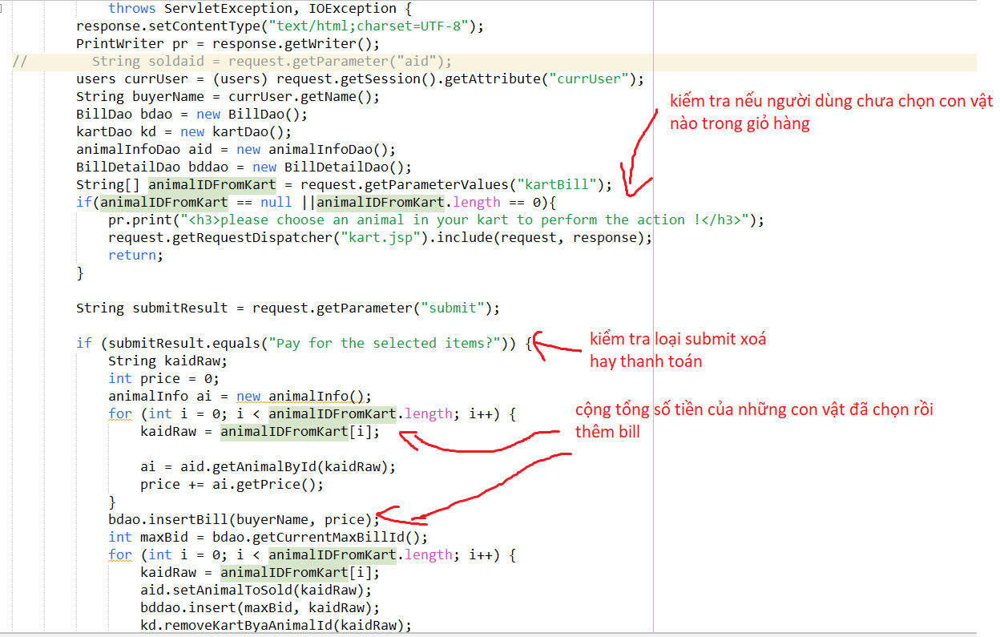 throws ServletException, IOException {
response.setContentType("text/html;charset=UTF-8");
PrintWriter pr = response.getWriter();
//        String soldaid = request.getParameter("aid");
users currUser = (users) request.getSession().getAttribute("currUser");
String buyerName = currUser.getName();
BillDao bdao = new BillDao();
kartDao kd = new kartDao();
animalInfoDao aid = new animalInfoDao();
BillDetailDao bddao = new BillDetailDao();
String[] animalIDFromKart = request.getParameterValues("kartBill");
if(animalIDFromKart == null ||animalIDFromKart.length == 0){
pr.print("<h3>please choose an animal in your kart to perform the action !</h3>");
request.getRequestDispatcher("kart.jsp").include(request, response);
return;
}
String submitResult = request.getParameter("submit");
if (submitResult.equals("Pay for the selected items?")) {
String kaidRaw;
int price = 0;
animalInfo ai = new animalInfo();
for (int i = 0; i < animalIDFromKart.length; i++) {
kaidRaw = animalIDFromKart[i];
ai = aid.getAnimalById(kaidRaw);
price += ai.getPrice();
}
bdao.insertBill(buyerName, price);
int maxBid = bdao.getCurrentMaxBillId();
for (int i = 0; i < animalIDFromKart.length; i++) {
kaidRaw = animalIDFromKart[i];
aid.setAnimalToSold(kaidRaw);
bddao.insert(maxBid, kaidRaw);
kd.removeKartByaAnimalId(kaidRaw);
kiếm tra nếu người dùng chưa chọn con vật
nào trong giỏ hàng
kiểm tra loại submit xoá
hay thanh toán
cộng tổng số tiền của những con vật đã chọn rồi
thêm bill